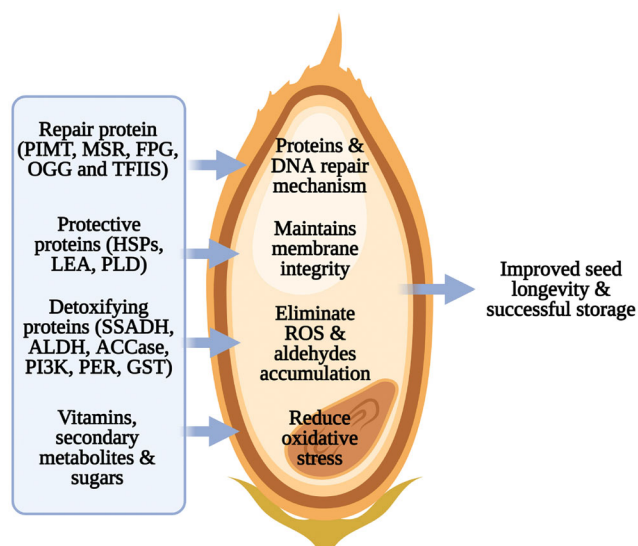 Repair protein
(PIMT, MSR, FPG,
OGG and TFIIS)
Protective
proteins (HSPs,
LEA, PLD)
Detoxifying
proteins (SSADH,
ALDH, ACCase,
PI3K, PER, GST)
Vitamins,
secondary
metabolites &
sugars
Proteins &
DNA repair
mechanism
Maintains
membrane
integrity
Eliminate
ROS &
aldehydes
accumulation
Reduce
oxidative
stress
Improved seed
longevity &
successful storage